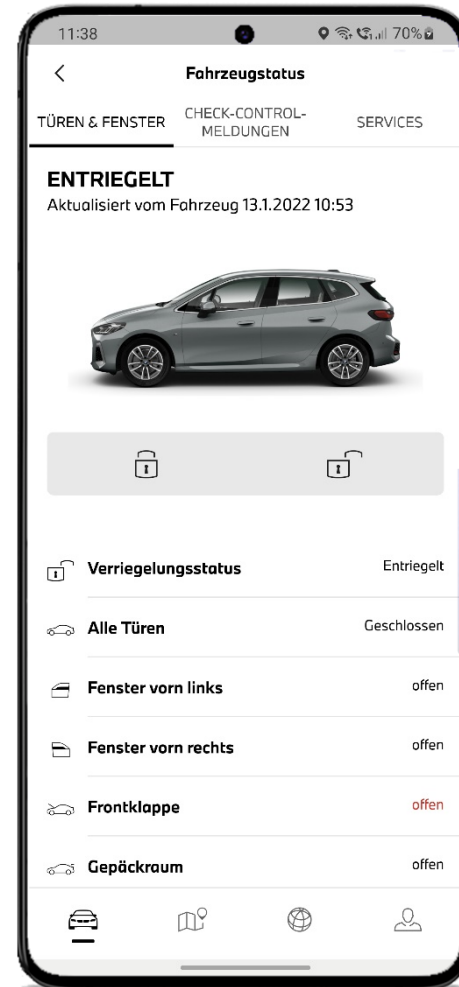 11:38 70%
Fahrzeugstatus
TÜREN & FENSTER
CHECK-CONTROL-
MELDUNGEN
SERVICES
ENTRIEGELT
Aktualisiert vom Fahrzeug 13.1.2022 10:53
Verriegelungsstatus Entriegelt
Alle Türen Geschlossen
Fenster vorn links offen
Fenster vorn rechts offen
Frontklappe offen
Gepäckraum offen